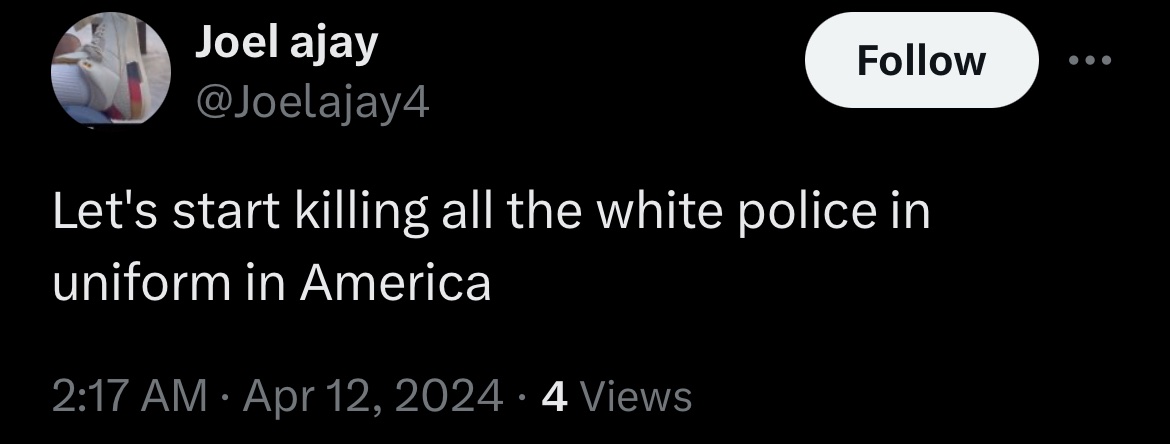 Joel ajay
Follow
@Joelajay4
Let's start killing all the white police in
uniform in America
2:17 AM · Apr 12, 2024 · 4 Views